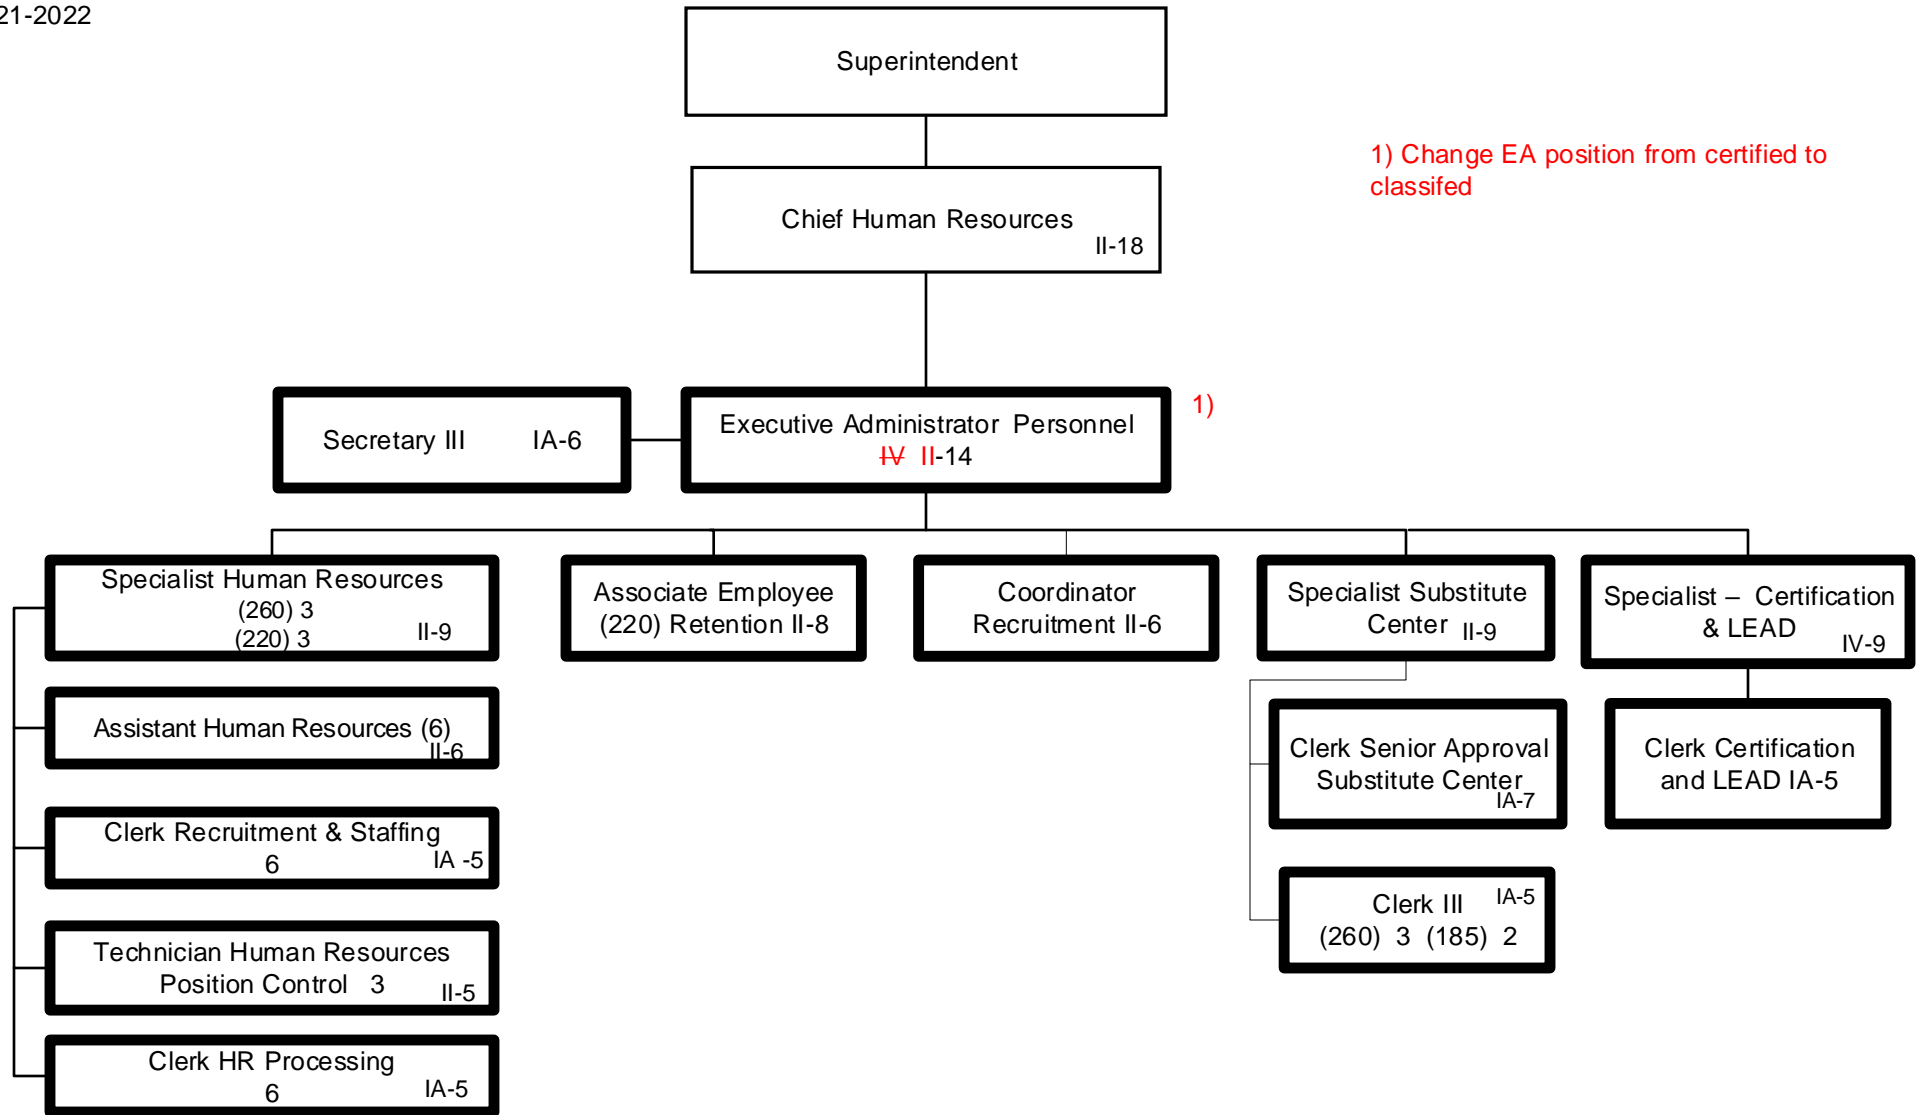 21-2022
Superintendent
1) Change EA position from certified to
classifed
Chief Human Resources
II-18
Secretary III IA-6
Executive Administrator Personnel
IV II-14
1)
Specialist Human Resources
(260) 3
(220) 3 II-9
Associate Employee
(220) Retention II-8
Coordinator
Recruitment II-6
Specialist Substitute
Center II-9
Specialist – Certification
& LEAD
IV-9
Assistant Human Resources (6)
II-6
Clerk Senior Approval
Substitute Center
IA-7
Clerk Certification
and LEAD IA-5
Clerk Recruitment & Staffing
6 IA -5
Clerk III IA-5
(260) 3 (185) 2
Technician Human Resources
Position Control 3 II-5
Clerk HR Processing
6 IA-5